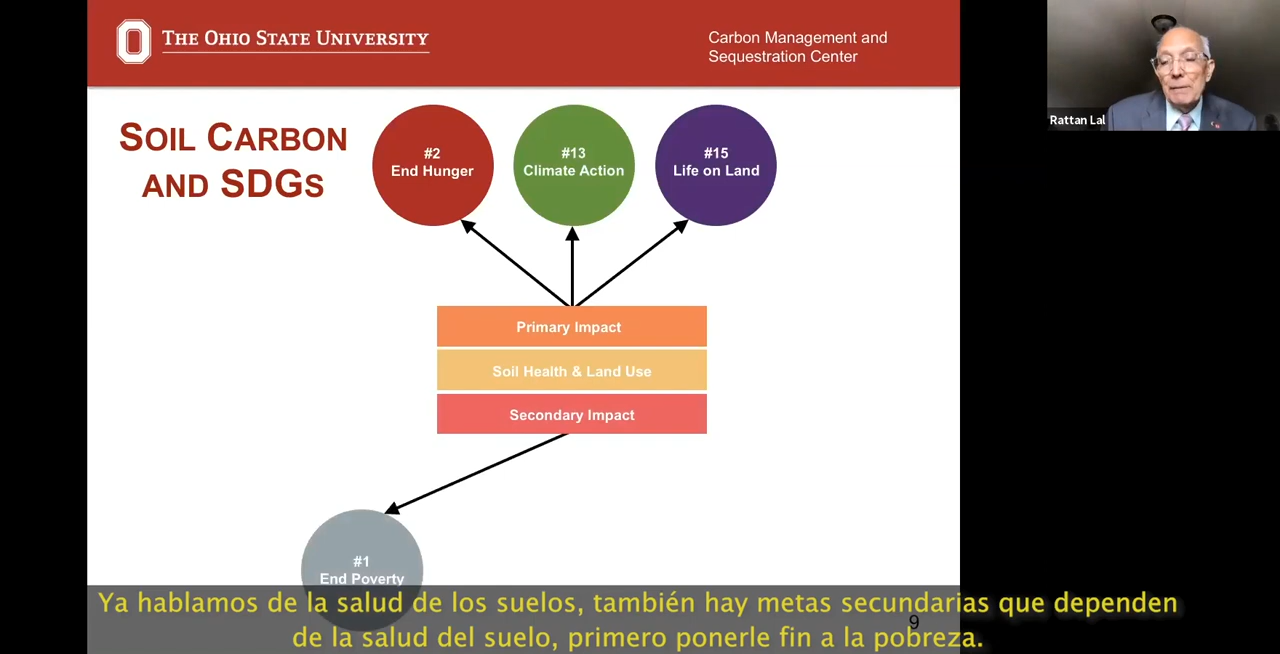 THE OHIO STATE UNIVERSITY
Carbon Management and
Sequestration Center
Rattan Lal
SOIL CARBON
AND SDGS
#2
End Hunger
#13
Climate Action
#15
Life on Land
Primary Impact
Soil Health & Land Use
Secondary Impact
#1
End Poverty
9
Ya hablamos de la salud de los suelos, también hay metas secundarias que dependen
de la salud del suelo, primero ponerle fin a la pobreza.